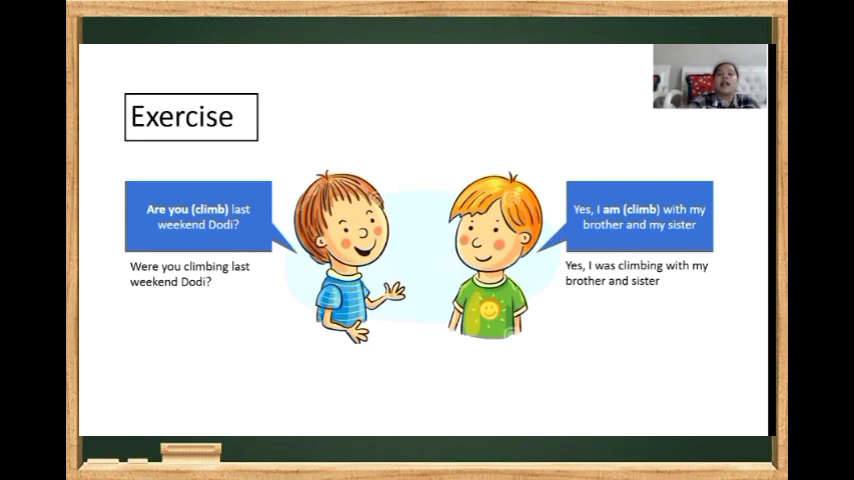 Exercise
Are you (climb) last
weekend Dodi?
Were you climbing last
weekend Dodi?
Yes, I am (climb) with my
brother and my sister
Yes, I was climbing with my
brother and sister